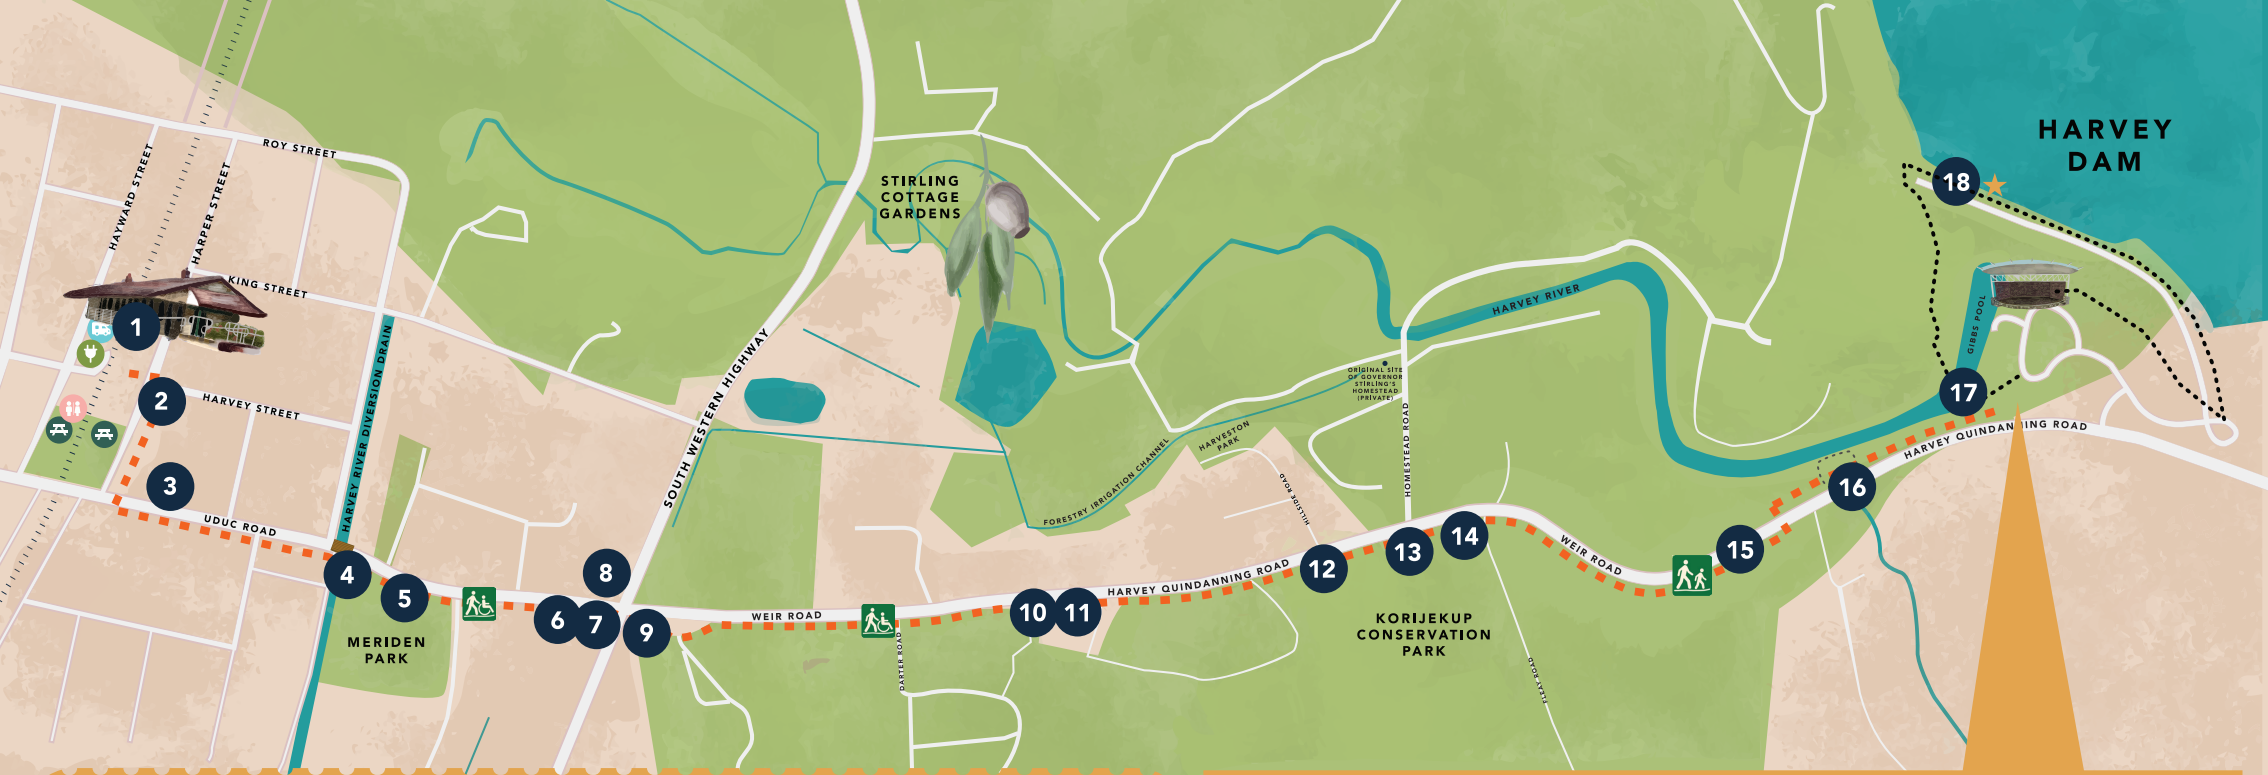 ROY STREET
HAYWARD STREET
HARPER STREET
KING STREET
1
2
HARVEY STREET
3
UDUC ROAD
HARVEY RIVER DIVERSION DRAIN
4
5
MERIDEN
PARK
6
7
8
9
SOUTH WESTERN HIGHWAY
STIRLING
COTTAGE
GARDENS
WEIR ROAD
DARTER ROAD
10
11
HARVEY QUINDANNING ROAD
FORESTRY IRRIGATION CHANNEL
HARVESTON
PARK
HILLSIDE ROAD
12
ORIGINAL SITE
OF GOVERNOR
STIRLING'S
HOMESTEAD
(PRIVATE)
HOMESTEAD ROAD
HARVEY RIVER
13
14
KORIJEKUP
CONSERVATION
PARK
WEIR ROAD
15
16
HARVEY QUINDANNING ROAD
17
GIBBS POOL
18
HARVEY
DAM